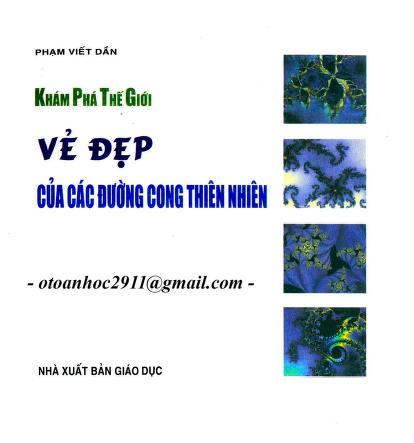 PHẠM VIẾT DẦN
KHÁM PHÁ THẾ GIỚI
VẺ ĐẸP
CỦA CÁC ĐƯỜNG CONG THIÊN NHIÊN
- otoanhoc2911@gmail.com -
NHÀ XUẤT BẢN GIÁO DỤC